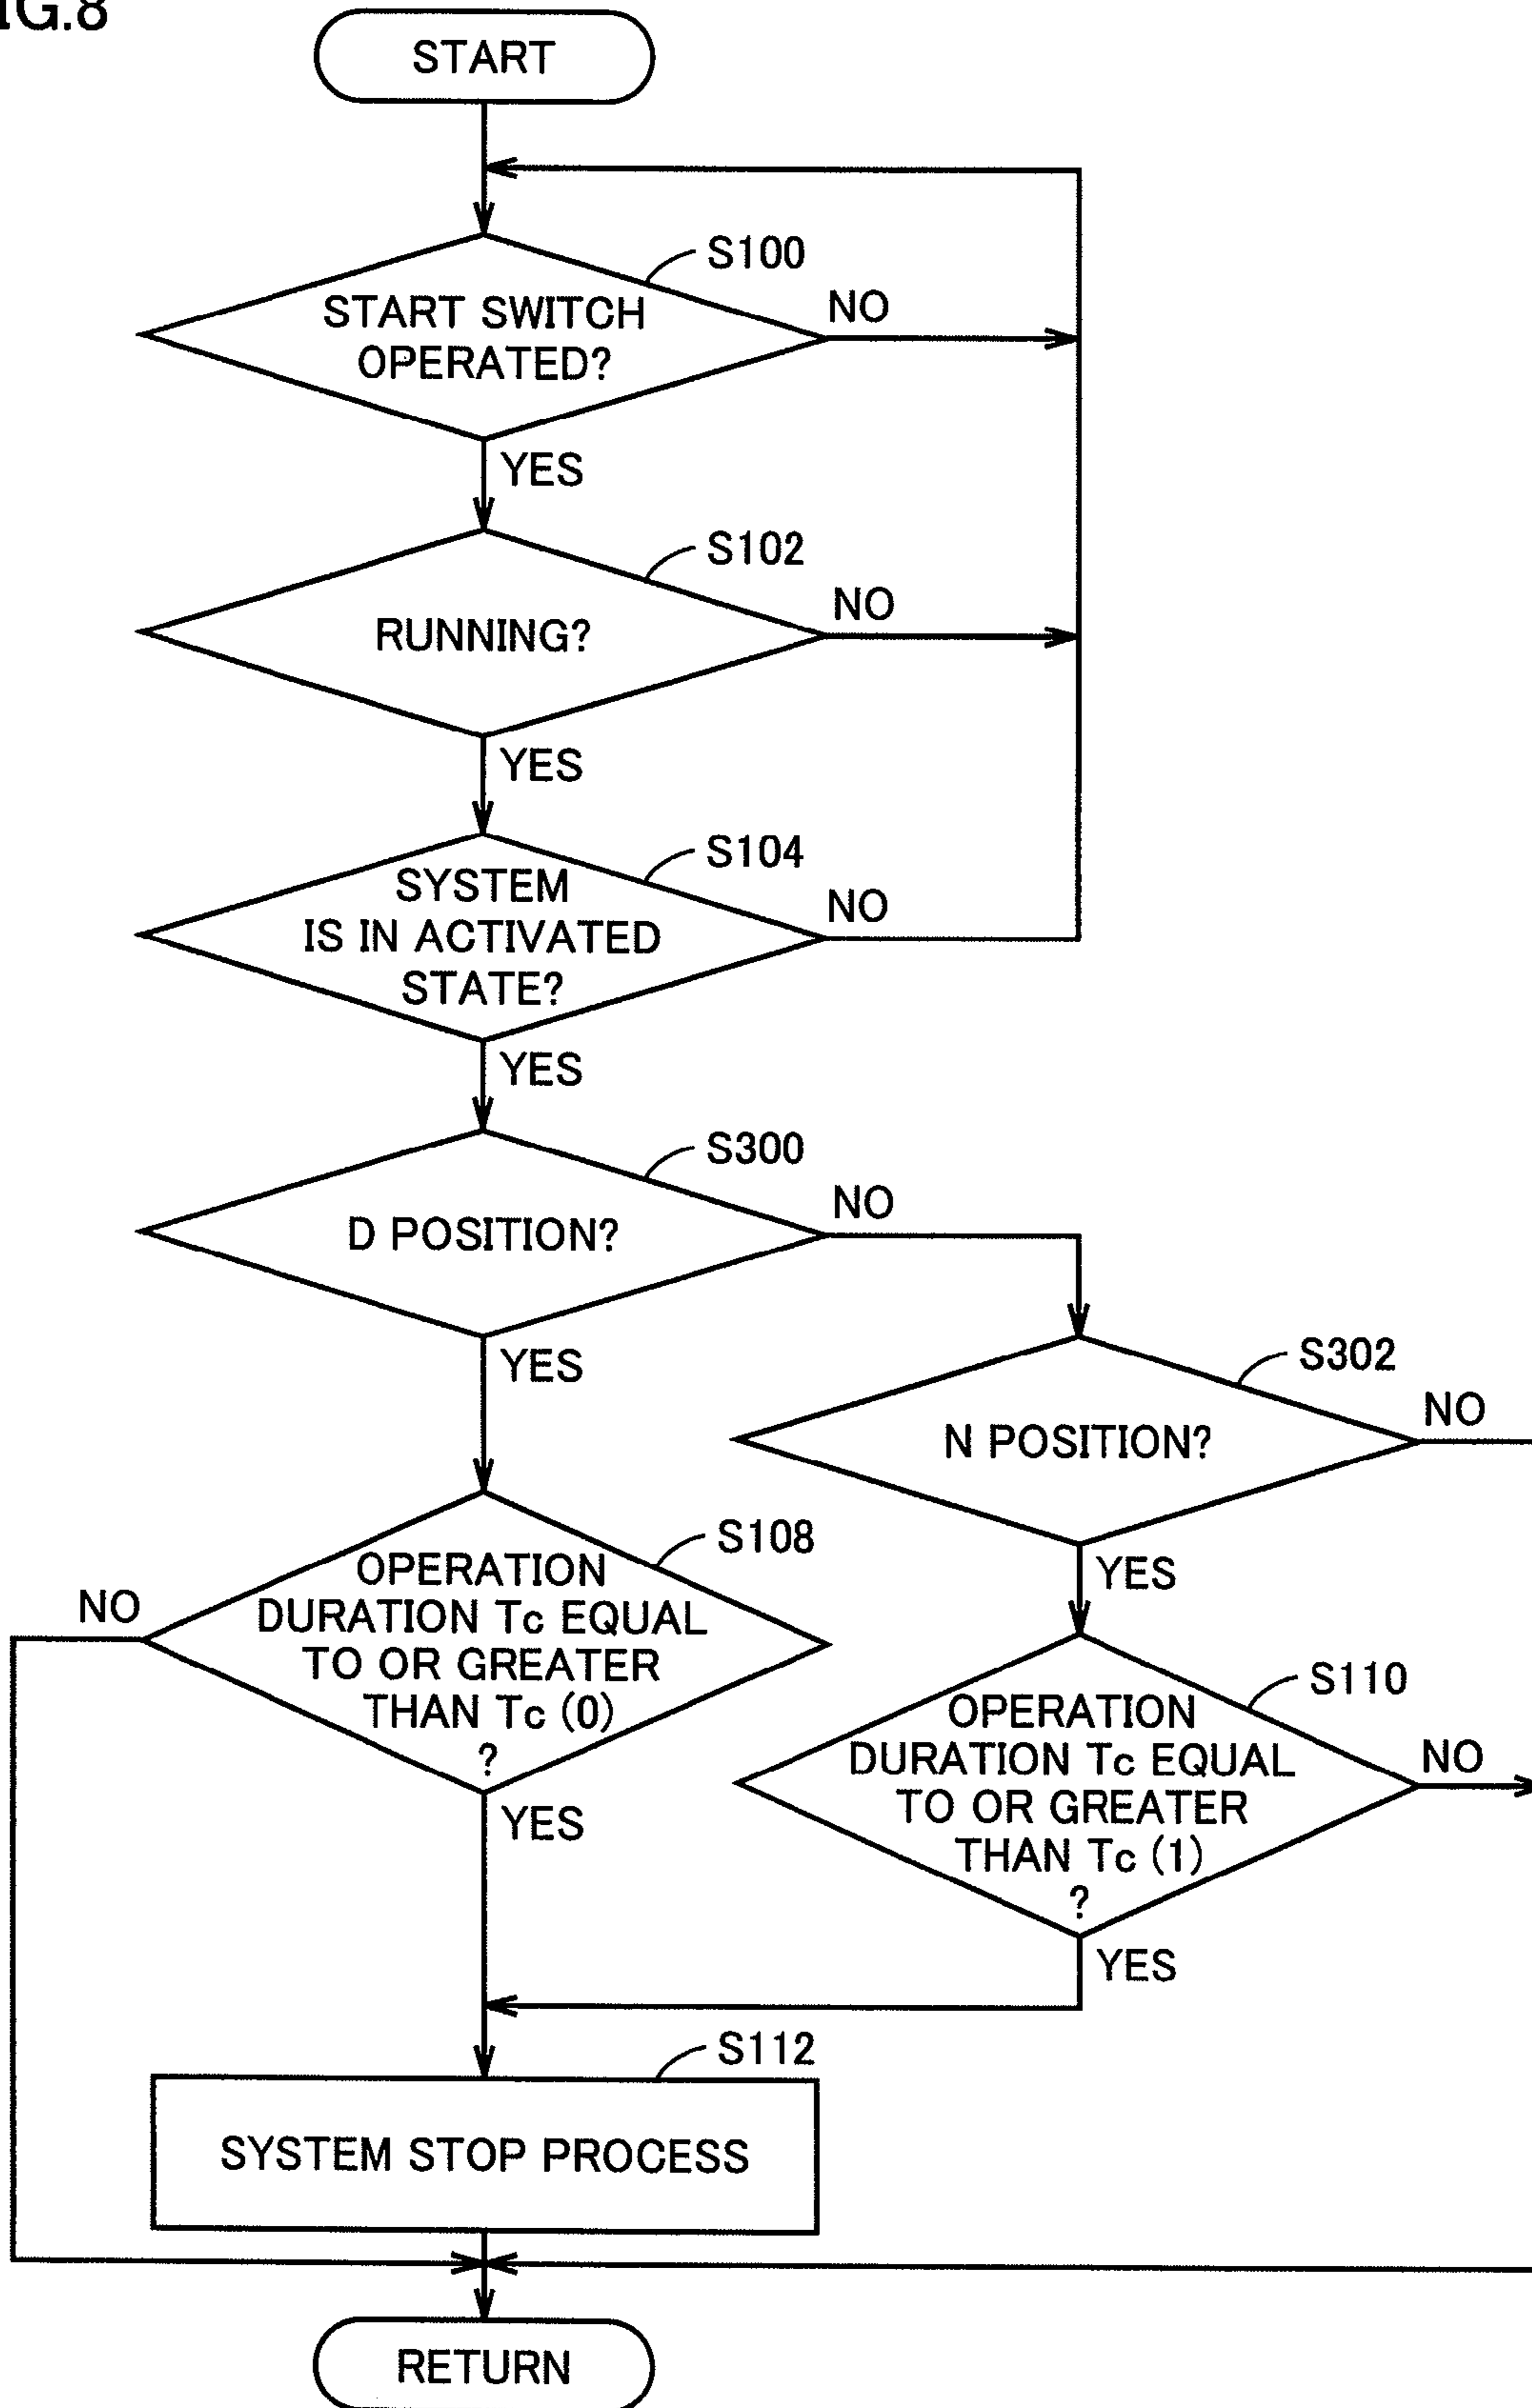 IG.8
START
S100
START SWITCH
OPERATED?
NO
YES
S102
RUNNING?
NO
YES
S104
SYSTEM
IS IN ACTIVATED
STATE?
NO
YES
S300
D POSITION?
NO
YES
S302
N POSITION?
NO
YES
S108
OPERATION
DURATION Tc EQUAL
TO OR GREATER
THAN Tc (0)
?
NO
YES
S110
OPERATION
DURATION Tc EQUAL
TO OR GREATER
THAN Tc (1)
?
NO
YES
S112
SYSTEM STOP PROCESS
RETURN